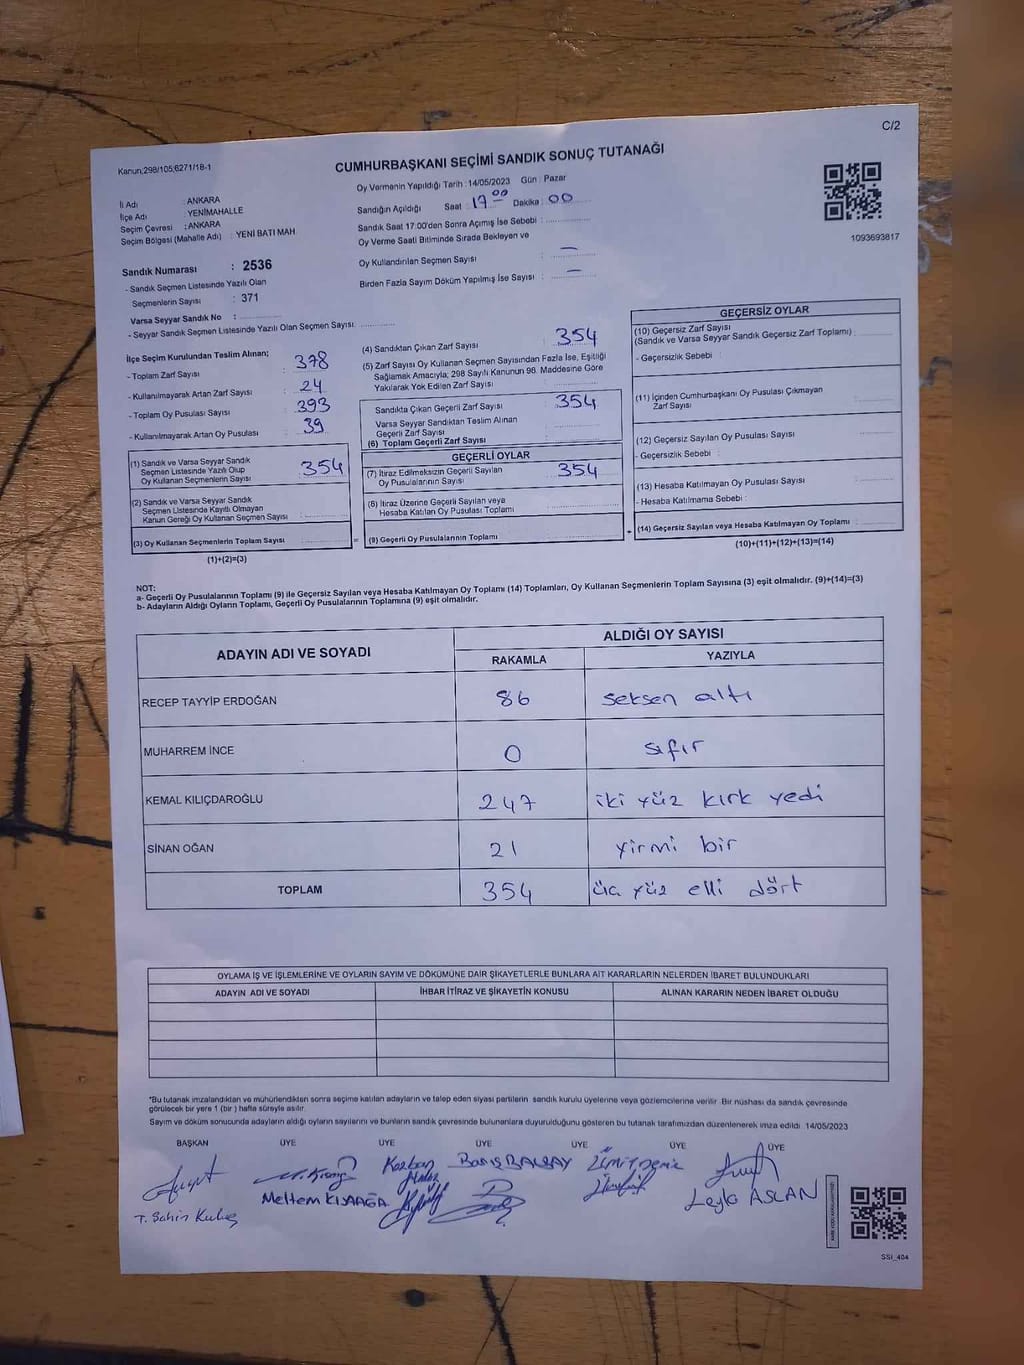 C/2
Kanun;298/105;6271/18-1
CUMHURBAŞKANI SEÇİMİ SANDIK SONUÇ TUTANAĞI
İl Adı : ANKARA
İlçe Adı : YENİMAHALLE
Seçim Çevresi : ANKARA
Seçim Bölgesi (Mahalle Adı) : YENİ BATI MAH
Oy Vermenin Yapıldığı Tarih : 14/05/2023 Gün : Pazar
Sandığın Açıldığı Saat : 17 00 Dakika : 00
Sandık Saat 17:00'den Sonra Açımış İse Sebebi :
Oy Verme Saati Bitiminde Sırada Bekleyen ve
Oy Kullandırılan Seçmen Sayısı : —
Birden Fazla Sayım Döküm Yapılmış İse Sayısı : —
1093693817
Sandık Numarası : 2536
- Sandık Seçmen Listesinde Yazılı Olan
Seçmenlerin Sayısı : 371
Varsa Seyyar Sandık No :
- Seyyar Sandık Seçmen Listesinde Yazılı Olan Seçmen Sayısı:
İlçe Seçim Kurulundan Teslim Alınan;
- Toplam Zarf Sayısı : 378
- Kullanılmayarak Artan Zarf Sayısı : 24
- Toplam Oy Pusulası Sayısı : 393
- Kullanılmayarak Artan Oy Pusulası : 39
(1) Sandık ve Varsa Seyyar Sandık
Seçmen Listesinde Yazılı Olup
Oy Kullanan Seçmenlerin Sayısı : 354
(2) Sandık ve Varsa Seyyar Sandık
Seçmen Listesinde Kayıtlı Olmayan
Kanun Gereği Oy Kullanan Seçmen Sayısı :
(3) Oy Kullanan Seçmenlerin Toplam Sayısı
(1)+(2)=(3)
(4) Sandıktan Çıkan Zarf Sayısı : 354
(5) Zarf Sayısı Oy Kullanan Seçmen Sayısından Fazla İse, Eşitliği
Sağlamak Amacıyla; 298 Sayılı Kanunun 98. Maddesine Göre
Yakılarak Yok Edilen Zarf Sayısı :
Sandıkta Çıkan Geçerli Zarf Sayısı : 354
Varsa Seyyar Sandıktan Teslim Alınan
Geçerli Zarf Sayısı :
(6) Toplam Geçerli Zarf Sayısı :
GEÇERLİ OYLAR
(7) İtiraz Edilmeksizin Geçerli Sayılan
Oy Pusulalarının Sayısı : 354
(8) İtiraz Üzerine Geçerli Sayılan veya
Hesaba Katılan Oy Pusulası Toplamı :
(9) Geçerli Oy Pusulalarının Toplamı
GEÇERSİZ OYLAR
(10) Geçersiz Zarf Sayısı
(Sandık ve Varsa Seyyar Sandık Geçersiz Zarf Toplamı) :
- Geçersizlik Sebebi :
(11) İçinden Cumhurbaşkanı Oy Pusulası Çıkmayan
Zarf Sayısı :
(12) Geçersiz Sayılan Oy Pusulası Sayısı :
- Geçersizlik Sebebi :
(13) Hesaba Katılmayan Oy Pusulası Sayısı :
- Hesaba Katılmama Sebebi :
(14) Geçersiz Sayılan veya Hesaba Katılmayan Oy Toplamı :
(10)+(11)+(12)+(13)=(14)
NOT:
a- Geçerli Oy Pusulalarının Toplamı (9) ile Geçersiz Sayılan veya Hesaba Katılmayan Oy Toplamı (14) Toplamları, Oy Kullanan Seçmenlerin Toplam Sayısına (3) eşit olmalıdır. (9)+(14)=(3)
b- Adayların Aldığı Oyların Toplamı, Geçerli Oy Pusulalarının Toplamına (9) eşit olmalıdır.
ADAYIN ADI VE SOYADI
ALDIĞI OY SAYISI
RAKAMLA YAZIYLA
RECEP TAYYİP ERDOĞAN 86 seksen altı
MUHARREM İNCE 0 sıfır
KEMAL KILIÇDAROĞLU 247 iki yüz kırk yedi
SİNAN OĞAN 21 yirmi bir
TOPLAM 354 üç yüz elli dört
OYLAMA İŞ VE İŞLEMLERİNE VE OYLARIN SAYIM VE DÖKÜMÜNE DAİR ŞİKAYETLERLE BUNLARA AİT KARARLARIN NELERDEN İBARET BULUNDUKLARI
ADAYIN ADI VE SOYADI İHBAR İTİRAZ VE ŞİKAYETİN KONUSU ALINAN KARARIN NEDEN İBARET OLDUĞU
*Bu tutanak imzalandıktan ve mühürlendikten sonra seçime katılan adayların ve talep eden siyasi partilerin sandık kurulu üyelerine veya gözlemcilerine verilir. Bir nüshası da sandık çevresinde
görülecek bir yere 1 (bir) hafta süreyle asılır.
Sayım ve döküm sonucunda adayların aldığı oyların sayılarını ve bunların sandık çevresinde bulunanlara duyurulduğunu gösteren bu tutanak tarafımızdan düzenlenerek imza edildi. 14/05/2023
BAŞKAN ÜYE ÜYE ÜYE ÜYE ÜYE ÜYE
Barış BALBAY
Meltem KISAAĞA
Leyla ASLAN
T. Şahin
SSI_404